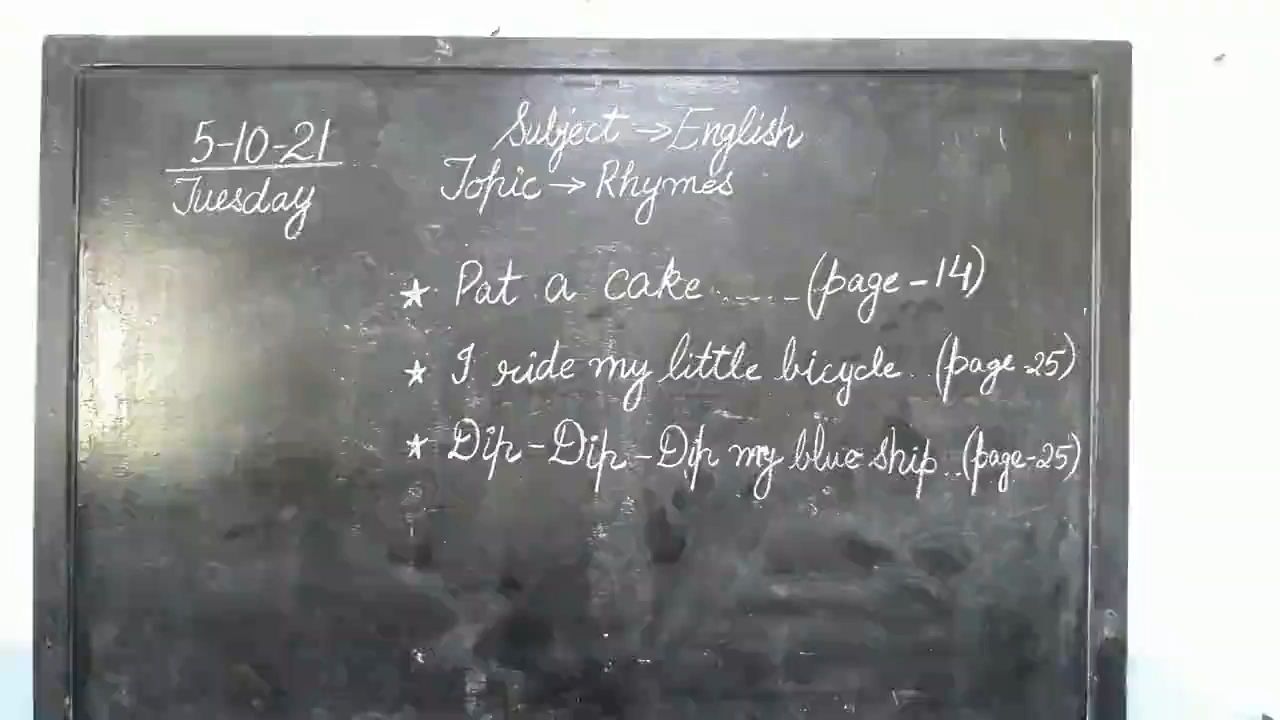 5-10-21
Tuesday
Subject → English
Topic → Rhymes
★ Pat a cake ..... (page-14)
★ I ride my little bicycle.. (page-25)
★ Dip-Dip-Dip my blue ship.. (page-25)